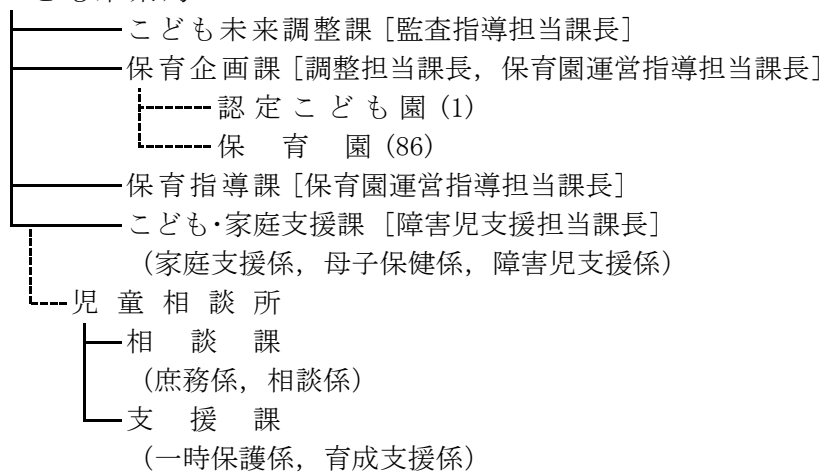 こども未来調整課［監査指導担当課長］
保育企画課［調整担当課長，保育園運営指導担当課長］
認定こども園 (1)
保育園 (86)
保育指導課［保育園運営指導担当課長］
こども・家庭支援課［障害児支援担当課長］
（家庭支援係，母子保健係，障害児支援係）
児童相談所
相談課
（庶務係，相談係）
支援課
（一時保護係，育成支援係）